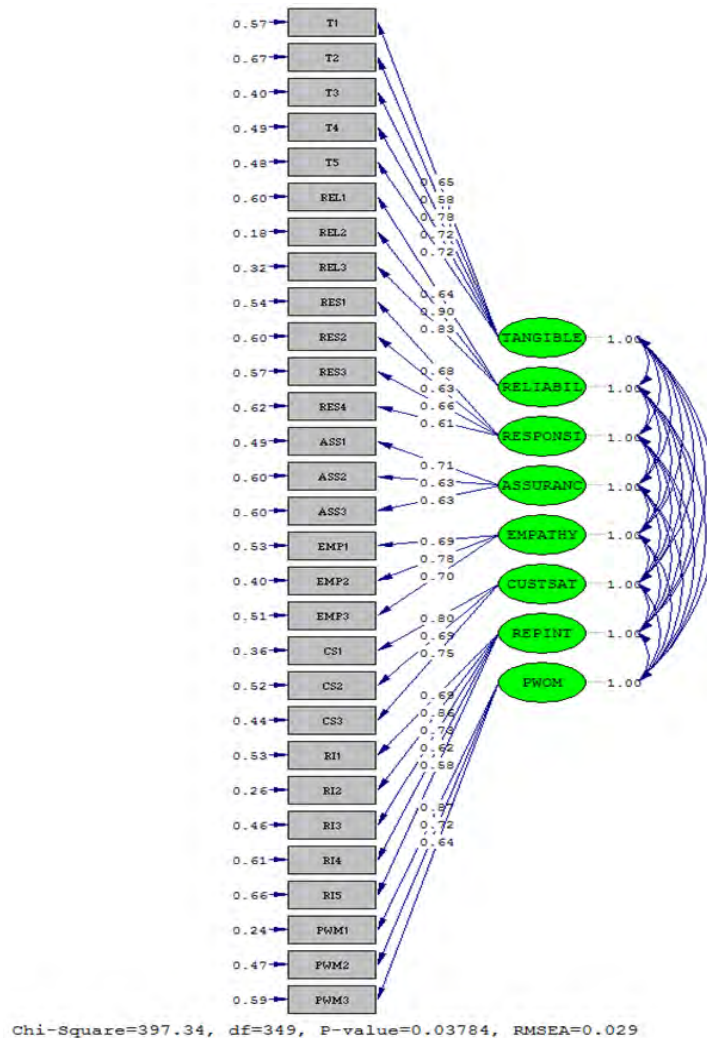 0.57 T1
0.67 T2
0.40 T3
0.49 T4
0.48 T5
0.65
0.60 REL1
0.58
0.78
0.18 REL2
0.72
0.72
0.32 REL3
0.64
0.54 RES1
0.90
0.83
0.60 RES2
TANGIBLE 1.00
0.57 RES3
0.68
RELIABIL 1.00
0.63
0.62 RES4
0.66
0.61
RESPONSI 1.00
0.49 ASS1
0.71
0.60 ASS2
0.63
ASSURANC 1.00
0.60 ASS3
0.63
0.53 EMP1
0.69
EMPATHY 1.00
0.78
0.40 EMP2
0.70
CUSTSAT 1.00
0.51 EMP3
0.80
REPINT 1.00
0.36 CS1
0.69
0.75
0.52 CS2
PWOM 1.00
0.69
0.44 CS3
0.86
0.73
0.53 RI1
0.62
0.58
0.26 RI2
0.87
0.46 RI3
0.72
0.64
0.61 RI4
0.66 RI5
0.24 PWM1
0.47 PWM2
0.59 PWM3
Chi-Square=397.34, df=349, P-value=0.03784, RMSEA=0.029